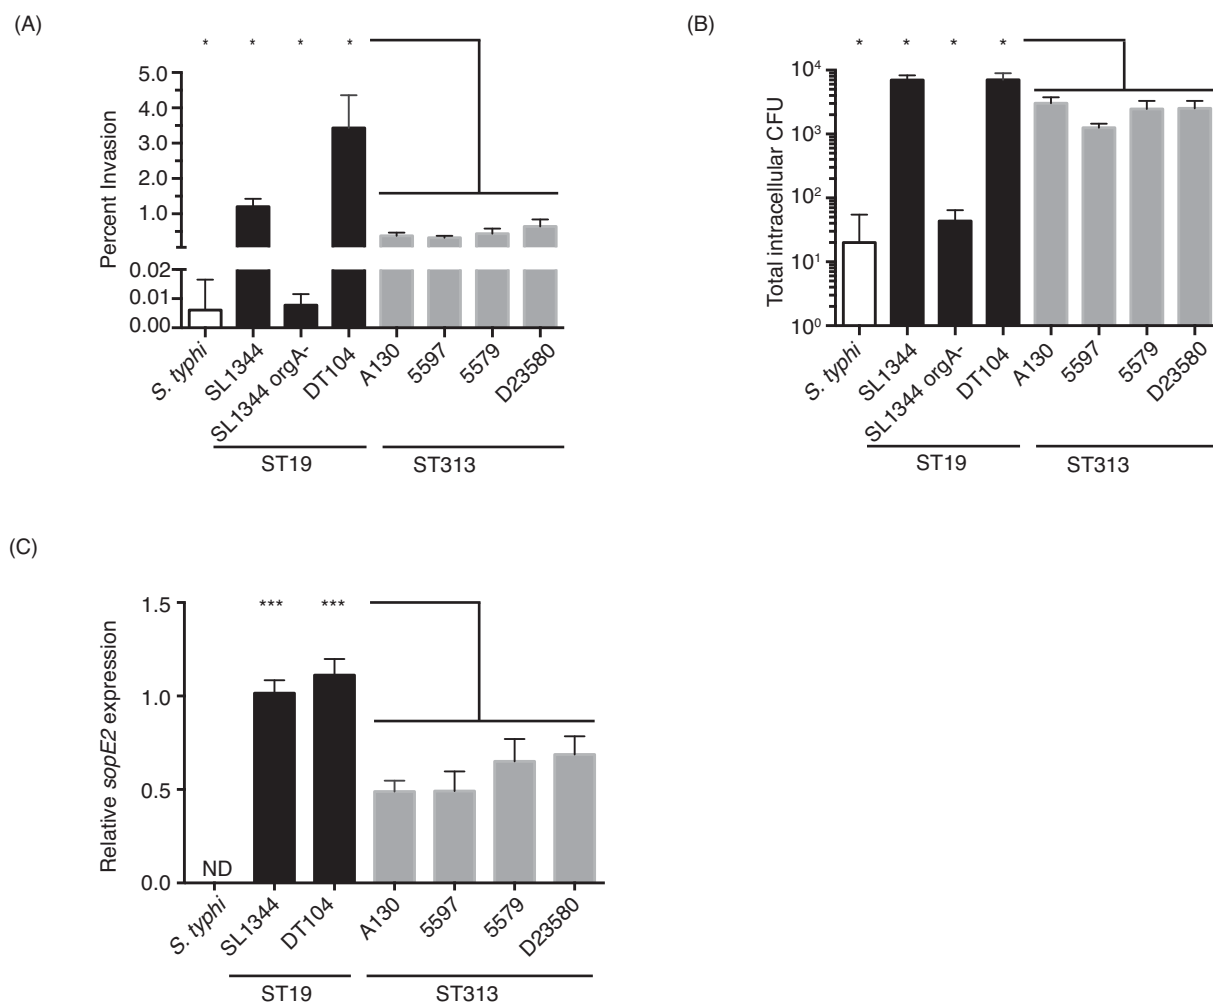 (A)
* * * *
Percent Invasion
5.0
4.0
3.0
2.0
1.0
0.02
0.01
0.00
S. typhi
SL1344
SL1344 orgA-
DT104
A130
5597
5579
D23580
ST19
ST313
(B)
* * * *
Total intracellular CFU
10⁴
10³
10²
10¹
10⁰
S. typhi
SL1344
SL1344 orgA-
DT104
A130
5597
5579
D23580
ST19
ST313
(C)
*** ***
Relative sopE2 expression
1.5
1.0
0.5
0.0
ND
S. typhi
SL1344
DT104
A130
5597
5579
D23580
ST19
ST313